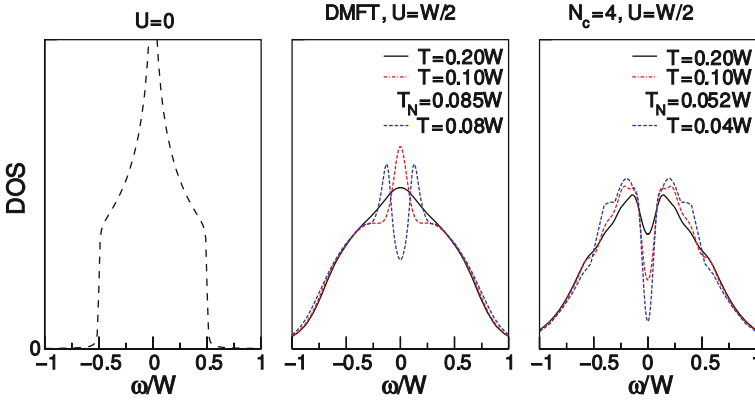 U=0
DMFT, U=W/2
N_c=4, U=W/2
T=0.20W
T=0.10W
T_N=0.085W
T=0.08W
T=0.20W
T=0.10W
T_N=0.052W
T=0.04W
DOS
0
−1 −0.5 0 0.5 1
−1 −0.5 0 0.5 1
−1 −0.5 0 0.5 1
ω/W
ω/W
ω/W